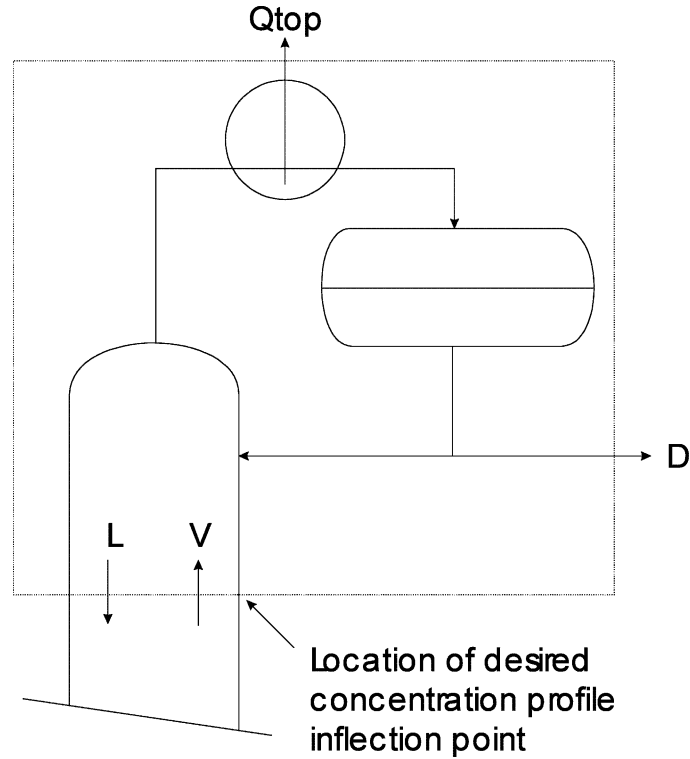 Qtop
D
L
V
Location of desired
concentration profile
inflection point